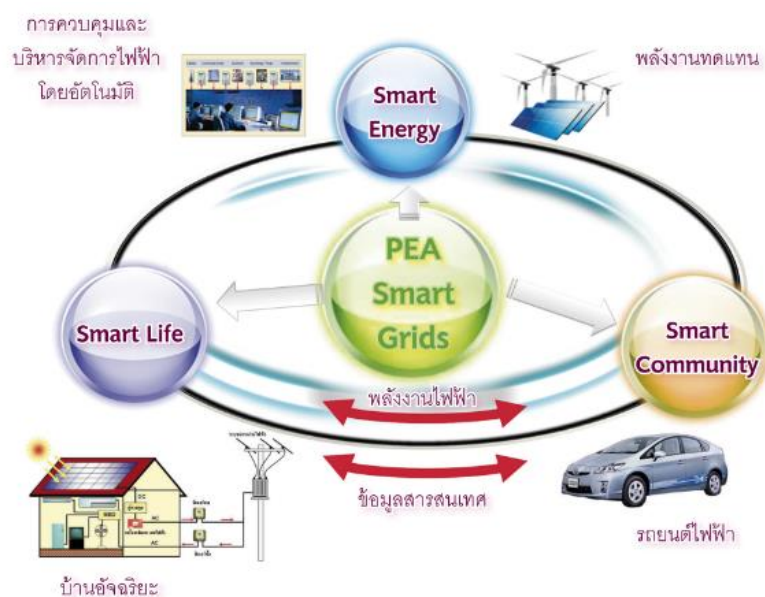 การควบคุมและ
บริหารจัดการไฟฟ้า
โดยอัตโนมัติ
Smart
Energy
พลังงานทดแทน
PEA
Smart
Grids
Smart Life
Smart
Community
พลังงานไฟฟ้า
ข้อมูลสารสนเทศ
DC
AC
AC
บ้านอัจฉริยะ
รถยนต์ไฟฟ้า